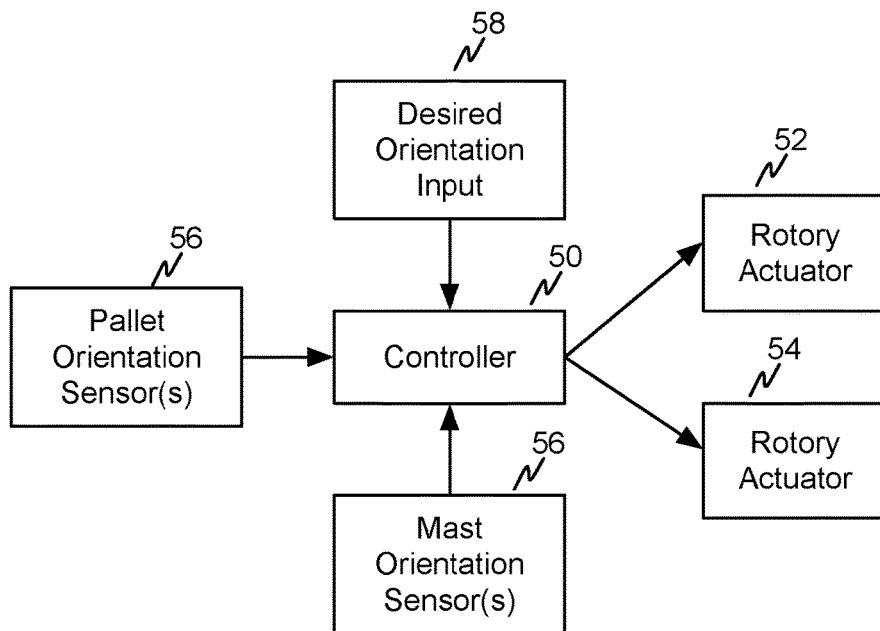 58
Desired
Orientation
Input
52
Rotory
Actuator
56
Pallet
Orientation
Sensor(s)
50
Controller
54
Rotory
Actuator
56
Mast
Orientation
Sensor(s)